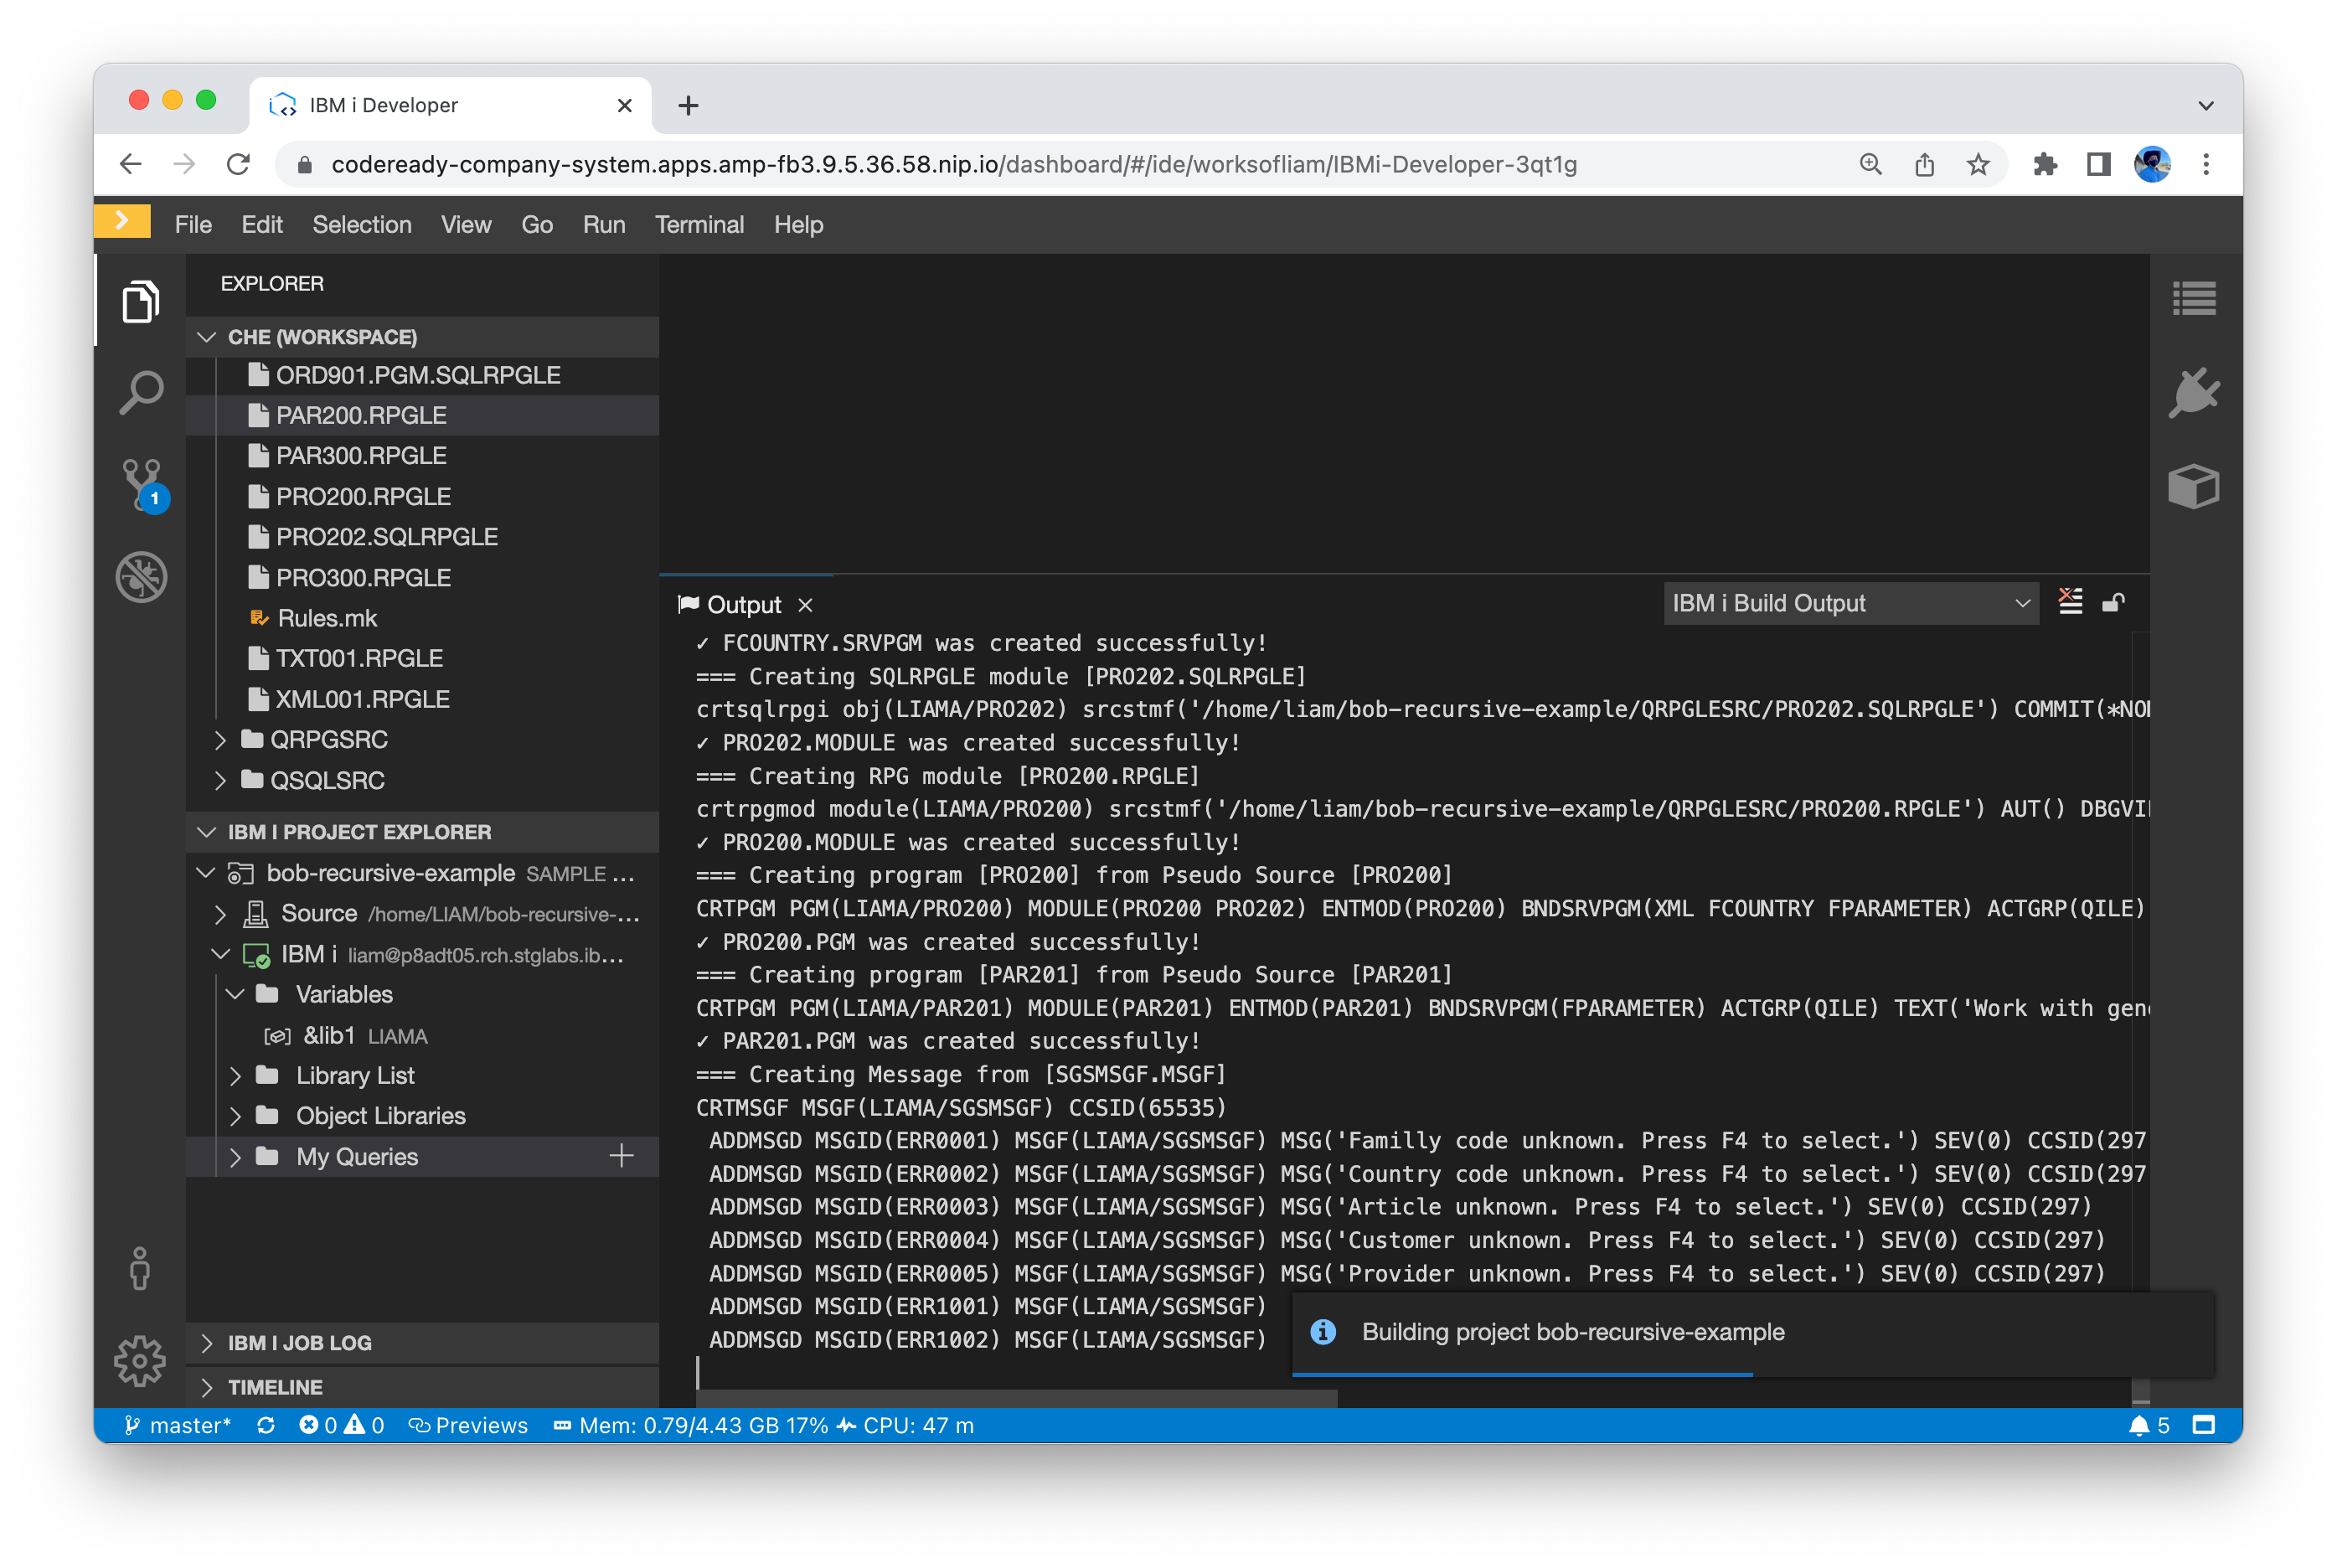 IBM i Developer
codeready-company-system.apps.amp-fb3.9.5.36.58.nip.io/dashboard/#/ide/worksofliam/IBMi-Developer-3qt1g
File Edit Selection View Go Run Terminal Help
EXPLORER
CHE (WORKSPACE)
ORD901.PGM.SQLRPGLE
PAR200.RPGLE
PAR300.RPGLE
PRO200.RPGLE
1
PRO202.SQLRPGLE
PRO300.RPGLE
Rules.mk
TXT001.RPGLE
XML001.RPGLE
QRPGSRC
QSQLSRC
IBM I PROJECT EXPLORER
bob-recursive-example SAMPLE ...
Source /home/LIAM/bob-recursive-...
IBM i liam@p8adt05.rch.stglabs.ib...
Variables
&lib1 LIAMA
Library List
Object Libraries
My Queries
IBM I JOB LOG
TIMELINE
Output
IBM i Build Output
✓ FCOUNTRY.SRVPGM was created successfully!
=== Creating SQLRPGLE module [PRO202.SQLRPGLE]
crtsqlrpgi obj(LIAMA/PRO202) srcstmf('/home/liam/bob-recursive-example/QRPGLESRC/PRO202.SQLRPGLE') COMMIT(*NO
✓ PRO202.MODULE was created successfully!
=== Creating RPG module [PRO200.RPGLE]
crtrpgmod module(LIAMA/PRO200) srcstmf('/home/liam/bob-recursive-example/QRPGLESRC/PRO200.RPGLE') AUT() DBGVI
✓ PRO200.MODULE was created successfully!
=== Creating program [PRO200] from Pseudo Source [PRO200]
CRTPGM PGM(LIAMA/PRO200) MODULE(PRO200 PRO202) ENTMOD(PRO200) BNDSRVPGM(XML FCOUNTRY FPARAMETER) ACTGRP(QILE)
✓ PRO200.PGM was created successfully!
=== Creating program [PAR201] from Pseudo Source [PAR201]
CRTPGM PGM(LIAMA/PAR201) MODULE(PAR201) ENTMOD(PAR201) BNDSRVPGM(FPARAMETER) ACTGRP(QILE) TEXT('Work with gen
✓ PAR201.PGM was created successfully!
=== Creating Message from [SGSMSGF.MSGF]
CRTMSGF MSGF(LIAMA/SGSMSGF) CCSID(65535)
ADDMSGD MSGID(ERR0001) MSGF(LIAMA/SGSMSGF) MSG('Familly code unknown. Press F4 to select.') SEV(0) CCSID(297
ADDMSGD MSGID(ERR0002) MSGF(LIAMA/SGSMSGF) MSG('Country code unknown. Press F4 to select.') SEV(0) CCSID(297
ADDMSGD MSGID(ERR0003) MSGF(LIAMA/SGSMSGF) MSG('Article unknown. Press F4 to select.') SEV(0) CCSID(297)
ADDMSGD MSGID(ERR0004) MSGF(LIAMA/SGSMSGF) MSG('Customer unknown. Press F4 to select.') SEV(0) CCSID(297)
ADDMSGD MSGID(ERR0005) MSGF(LIAMA/SGSMSGF) MSG('Provider unknown. Press F4 to select.') SEV(0) CCSID(297)
ADDMSGD MSGID(ERR1001) MSGF(LIAMA/SGSMSGF)
ADDMSGD MSGID(ERR1002) MSGF(LIAMA/SGSMSGF)
Building project bob-recursive-example
master* 0 0 Previews Mem: 0.79/4.43 GB 17% CPU: 47 m 5